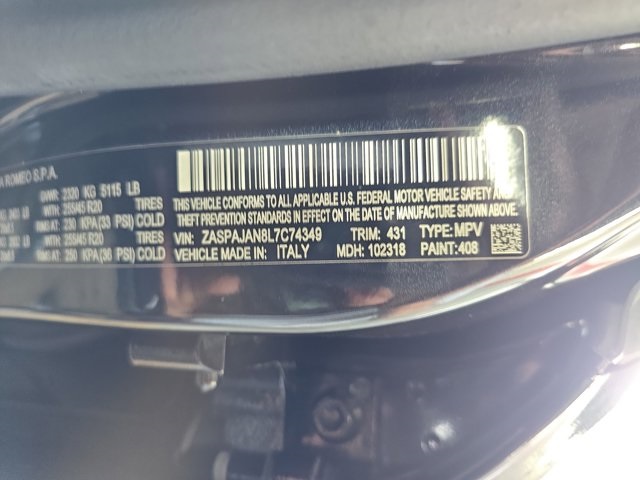 ROMEO S.P.A.
THIS VEHICLE CONFORMS TO ALL APPLICABLE U.S. FEDERAL MOTOR VEHICLE SAFETY AND
THEFT PREVENTION STANDARDS IN EFFECT ON THE DATE OF MANUFACTURE SHOWN ABOVE.
GVWR: 2320 KG 5115 LB
255/45 R20 TIRES
230 KPA(33 PSI) COLD
255/45 R20 TIRES
250 KPA(36 PSI) COLD
VIN: ZASPAJAN8L7C74349 TRIM: 431 TYPE: MPV
VEHICLE MADE IN: ITALY MDH: 102318 PAINT: 408